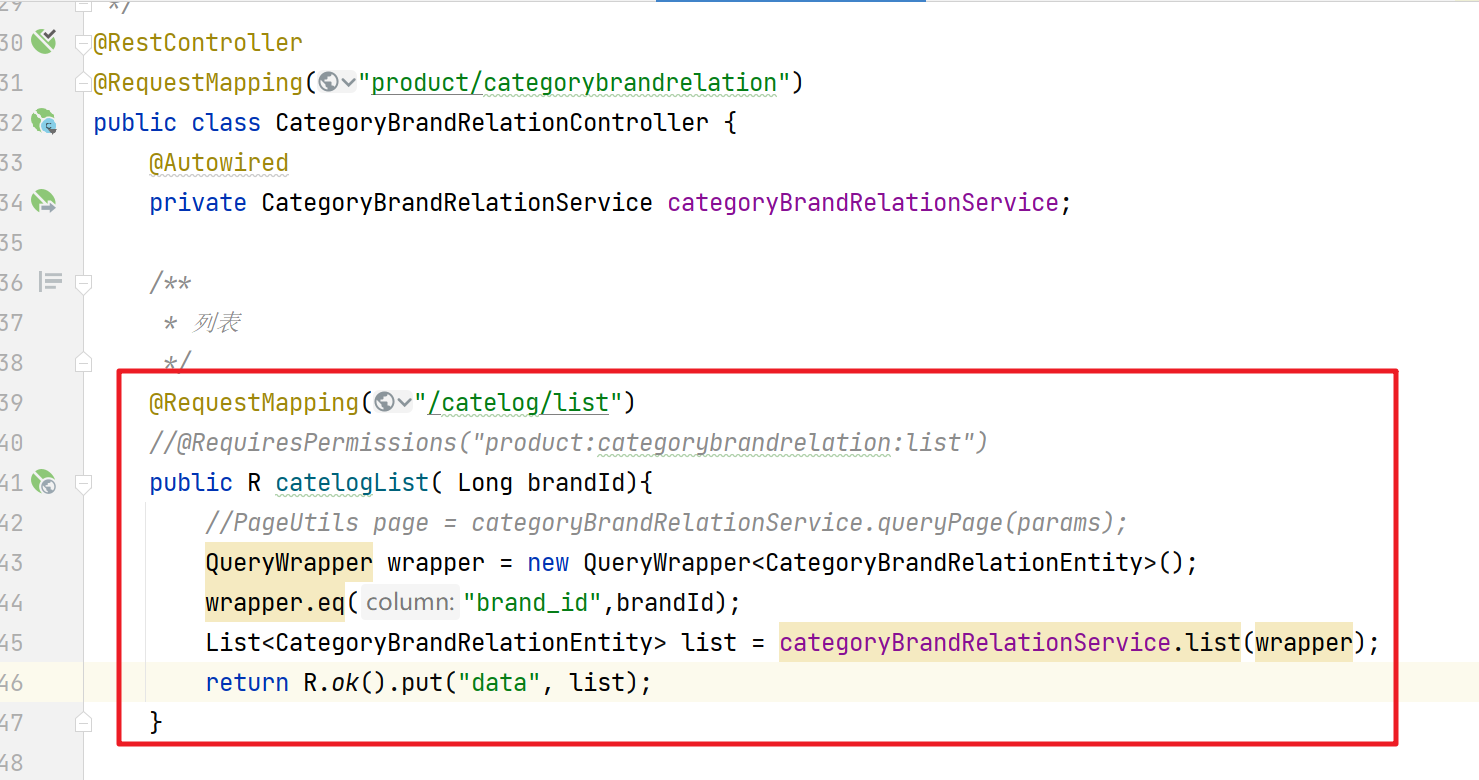 29 */
30 @RestController
31 @RequestMapping("product/categorybrandrelation")
32 public class CategoryBrandRelationController {
33 @Autowired
34 private CategoryBrandRelationService categoryBrandRelationService;
35
36 /**
37 * 列表
38 */
39 @RequestMapping("/catelog/list")
40 //@RequiresPermissions("product:categorybrandrelation:list")
41 public R catelogList( Long brandId){
42 //PageUtils page = categoryBrandRelationService.queryPage(params);
43 QueryWrapper wrapper = new QueryWrapper<CategoryBrandRelationEntity>();
44 wrapper.eq( column: "brand_id",brandId);
45 List<CategoryBrandRelationEntity> list = categoryBrandRelationService.list(wrapper);
46 return R.ok().put("data", list);
47 }
48